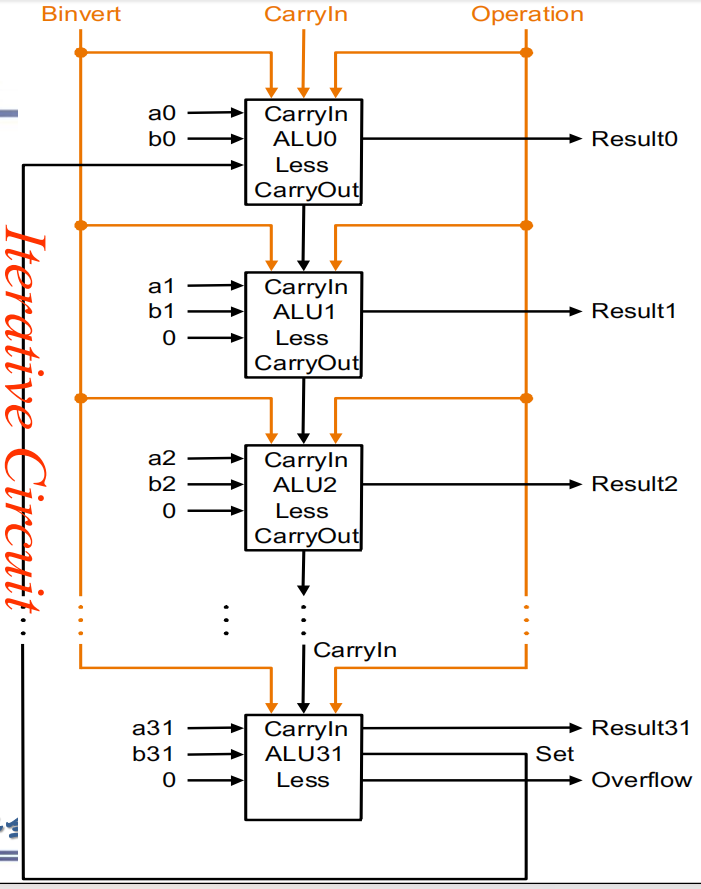 Binvert CarryIn Operation
a0 CarryIn
b0 ALU0 Result0
Less
CarryOut
a1 CarryIn
b1 ALU1 Result1
0 Less
CarryOut
a2 CarryIn
b2 ALU2 Result2
0 Less
CarryOut
CarryIn
a31 CarryIn Result31
b31 ALU31 Set
0 Less Overflow
Iterative Circuit